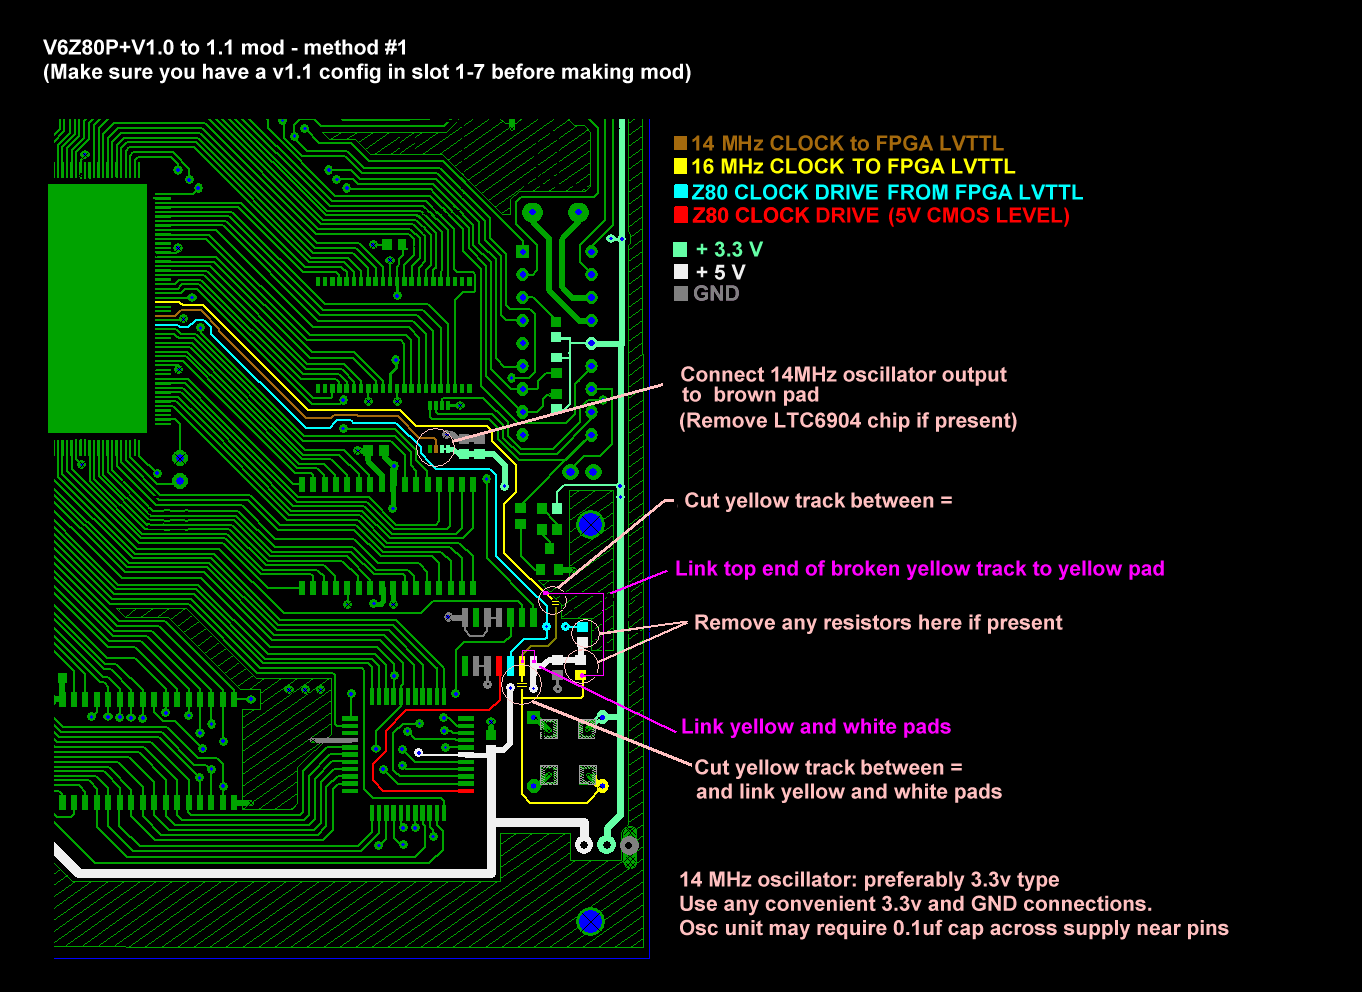 V6Z80P+V1.0 to 1.1 mod - method #1
(Make sure you have a v1.1 config in slot 1-7 before making mod)
14 MHz CLOCK to FPGA LVTTL
16 MHz CLOCK TO FPGA LVTTL
Z80 CLOCK DRIVE FROM FPGA LVTTL
Z80 CLOCK DRIVE (5V CMOS LEVEL)
+ 3.3 V
+ 5 V
GND
Connect 14MHz oscillator output
to brown pad
(Remove LTC6904 chip if present)
Cut yellow track between =
Link top end of broken yellow track to yellow pad
Remove any resistors here if present
Link yellow and white pads
Cut yellow track between =
and link yellow and white pads
14 MHz oscillator: preferably 3.3v type
Use any convenient 3.3v and GND connections.
Osc unit may require 0.1uf cap across supply near pins